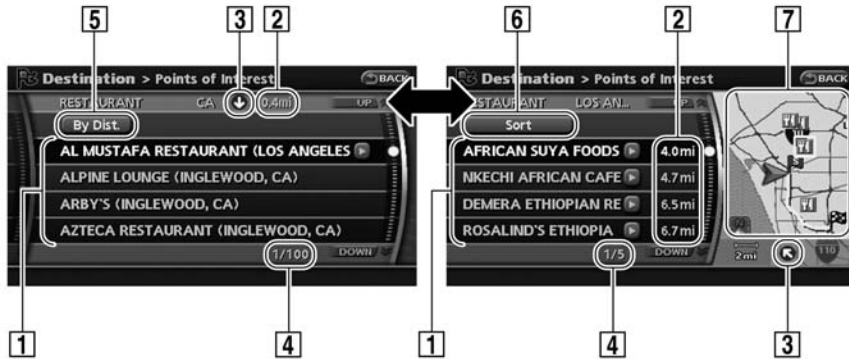 5 3 2 6 2 7
Destination > Points of Interest BACK
RESTAURANT CA 0.4mi UP
By Dist.
AL MUSTAFA RESTAURANT (LOS ANGELES
ALPINE LOUNGE (INGLEWOOD, CA)
ARBY'S (INGLEWOOD, CA)
AZTECA RESTAURANT (INGLEWOOD, CA)
1/100 DOWN
1 4
Destination > Points of Interest BACK
STAURANT LOS AN... UP
Sort
AFRICAN SUYA FOODS 4.0mi
NKECHI AFRICAN CAFE 4.7mi
DEMERA ETHIOPIAN RE 6.5mi
ROSALIND'S ETHIOPIA 6.7mi
1/5 DOWN
2mi 110
1 4 3